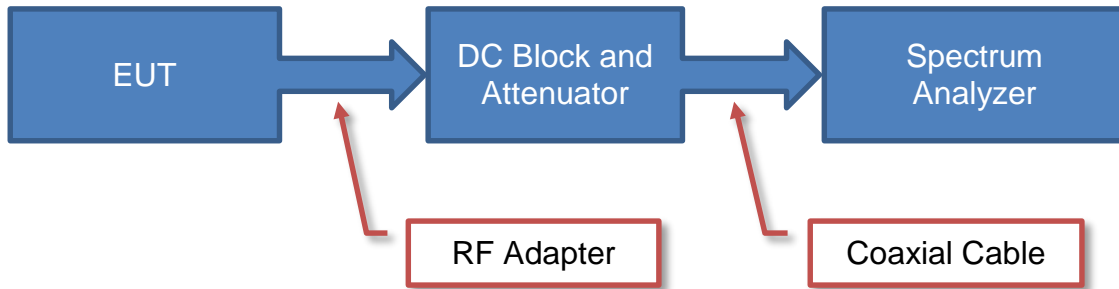 EUT
DC Block and
Attenuator
Spectrum
Analyzer
RF Adapter
Coaxial Cable